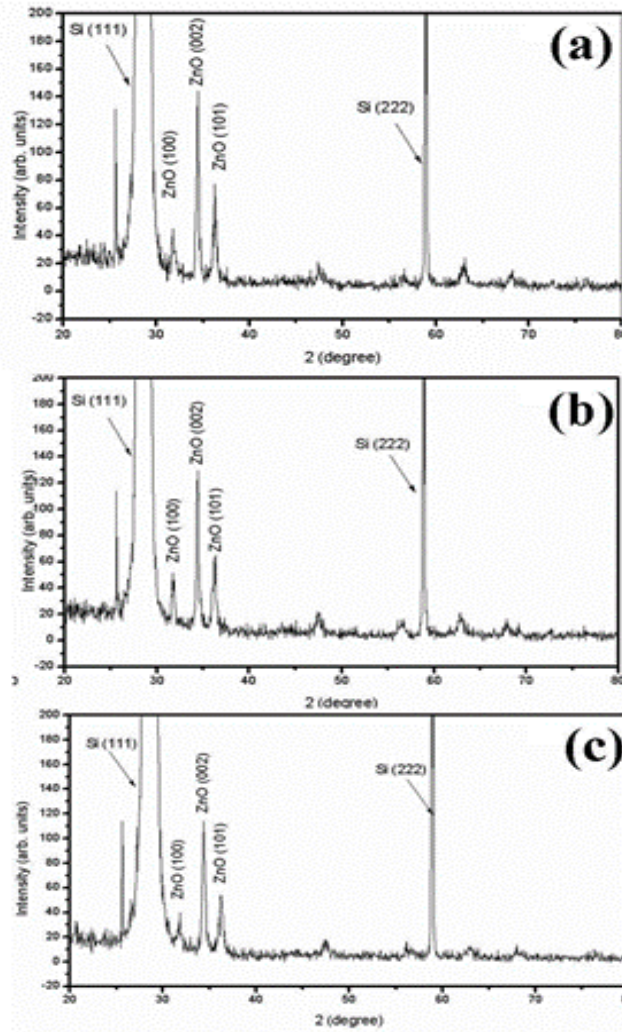 (a)
Si (111)
ZnO (100)
ZnO (002)
ZnO (101)
Si (222)
Intensity (arb. units)
200
180
160
140
120
100
80
60
40
20
0
-20
20 30 40 50 60 70 80
2 (degree)
(b)
Si (111)
ZnO (100)
ZnO (002)
ZnO (101)
Si (222)
Intensity (arb. units)
200
180
160
140
120
100
80
60
40
20
0
-20
20 30 40 50 60 70 80
2 (degree)
(c)
Si (111)
ZnO (100)
ZnO (002)
ZnO (101)
Si (222)
Intensity (arb. units)
200
180
160
140
120
100
80
60
40
20
0
-20
20 30 40 50 60 70 80
2 (degree)